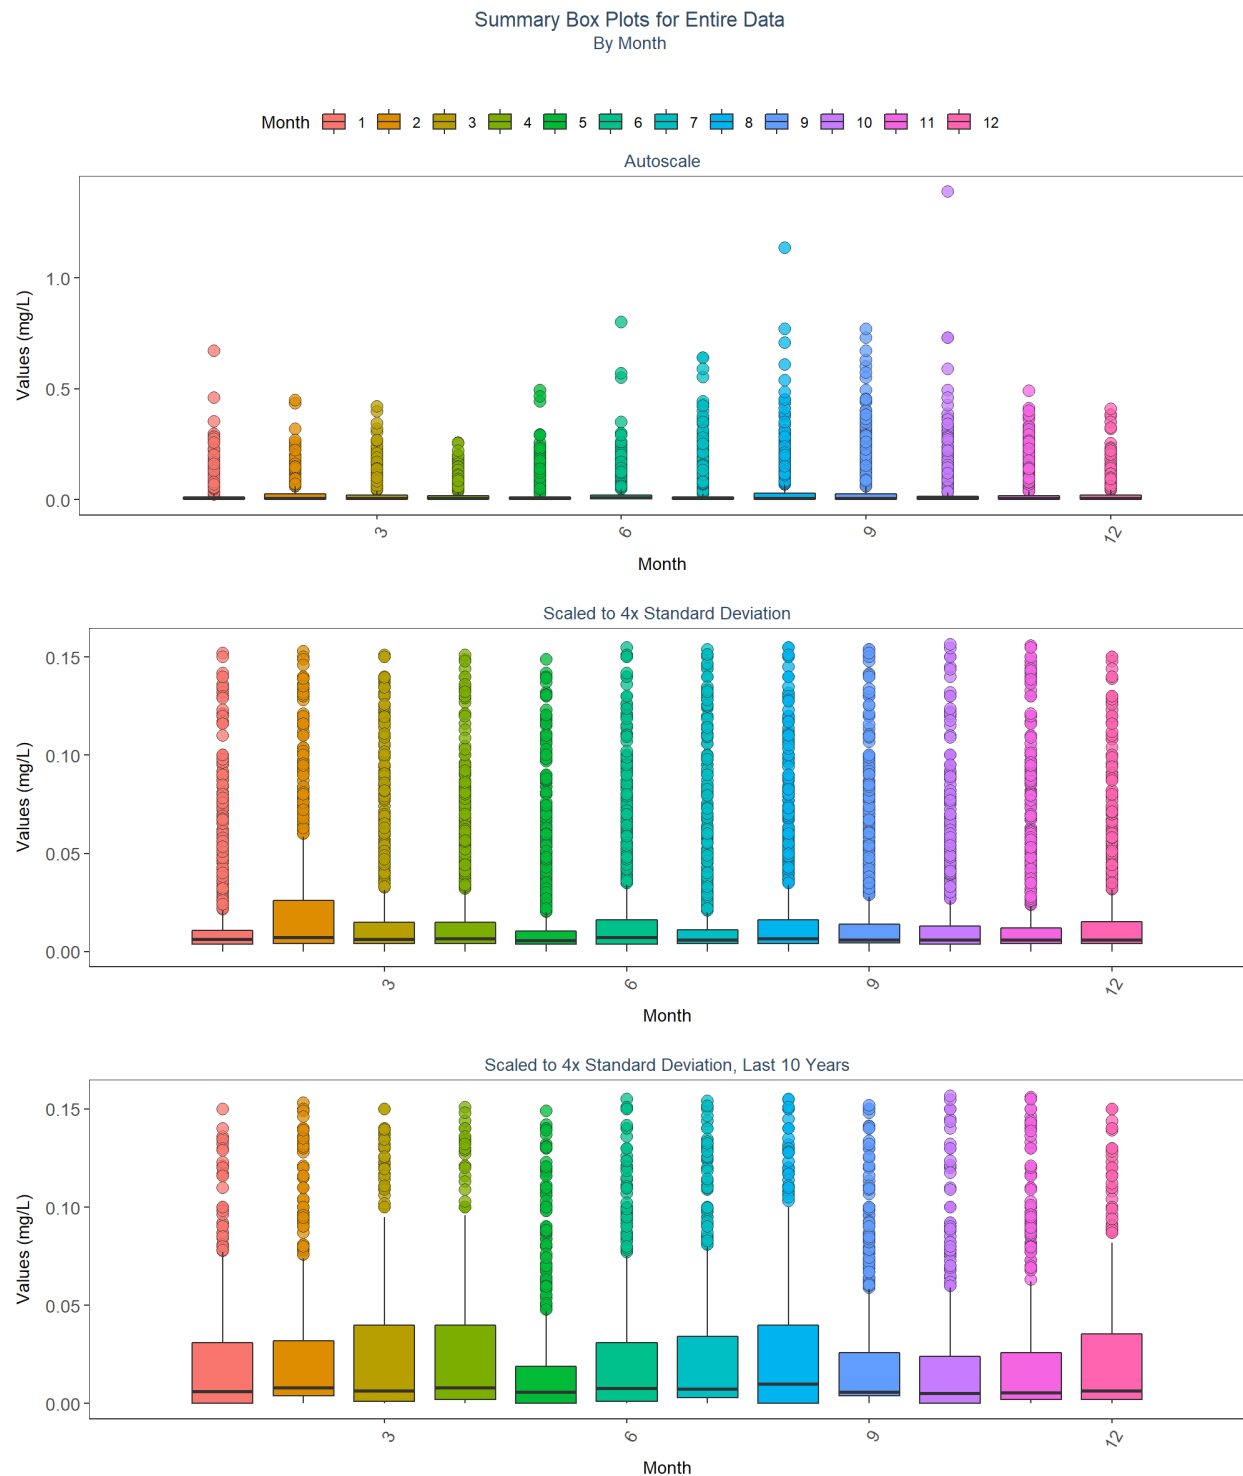 Summary Box Plots for Entire Data
By Month
Month 1 2 3 4 5 6 7 8 9 10 11 12
Autoscale
Values (mg/L)
1.0
0.5
0.0
3 6 9 12
Month
Scaled to 4x Standard Deviation
Values (mg/L)
0.15
0.10
0.05
0.00
3 6 9 12
Month
Scaled to 4x Standard Deviation, Last 10 Years
Values (mg/L)
0.15
0.10
0.05
0.00
3 6 9 12
Month